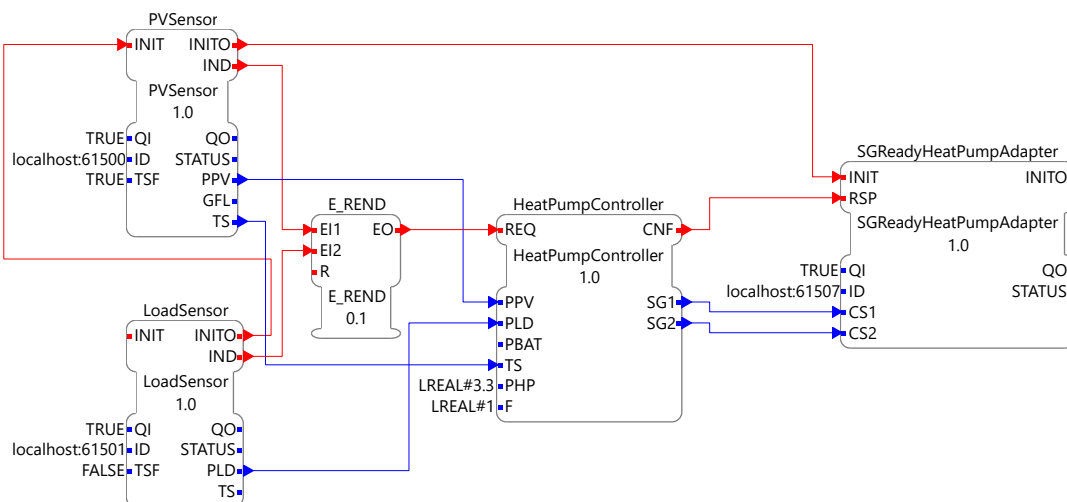 PVSensor
INIT INITO
IND
PVSensor
1.0
TRUE QI QO
localhost:61500 ID STATUS
TRUE TSF PPV
GFL
TS
LoadSensor
INIT INITO
IND
LoadSensor
1.0
TRUE QI QO
localhost:61501 ID STATUS
FALSE TSF PLD
TS
E_REND
EI1 EO
EI2
R
E_REND
0.1
HeatPumpController
REQ CNF
HeatPumpController
1.0
PPV SG1
PLD SG2
PBAT
TS
LREAL#3.3 PHP
LREAL#1 F
SGReadyHeatPumpAdapter
INIT INITO
RSP
SGReadyHeatPumpAdapter
1.0
TRUE QI QO
localhost:61507 ID STATUS
CS1
CS2